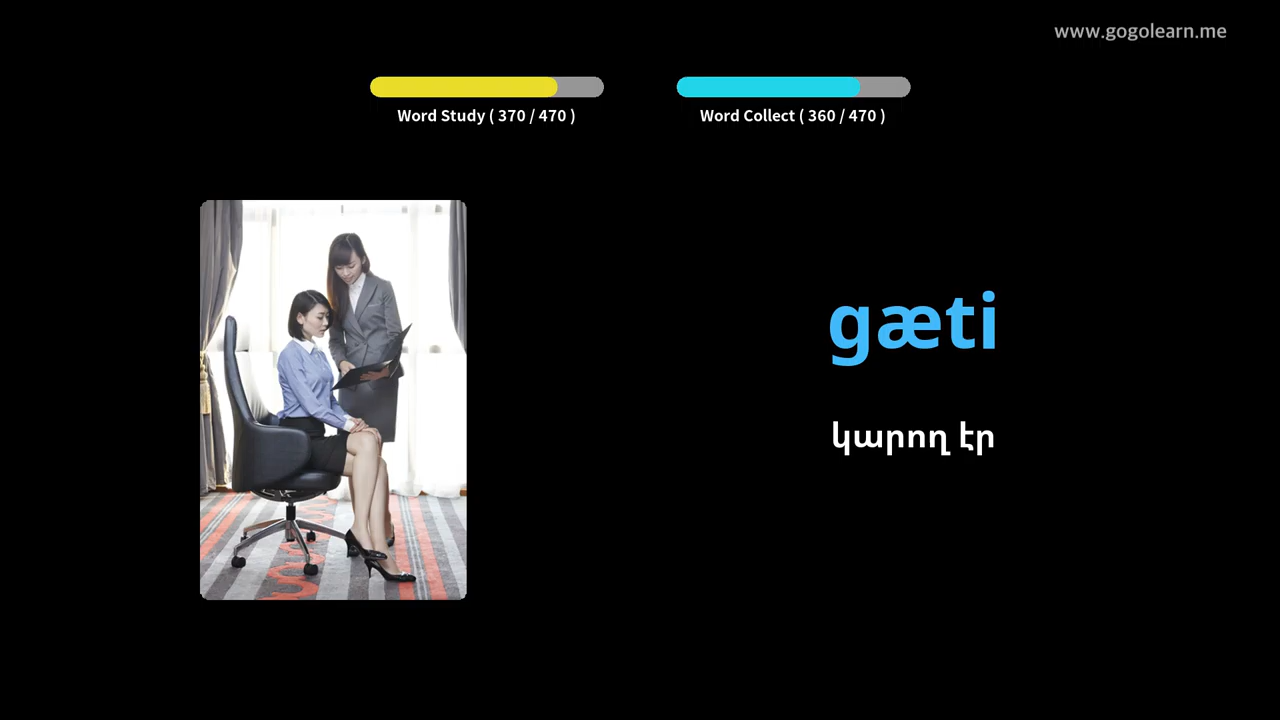 www.gogolearn.me
Word Study ( 370 / 470 )
Word Collect ( 360 / 470 )
gæti
կարող էր